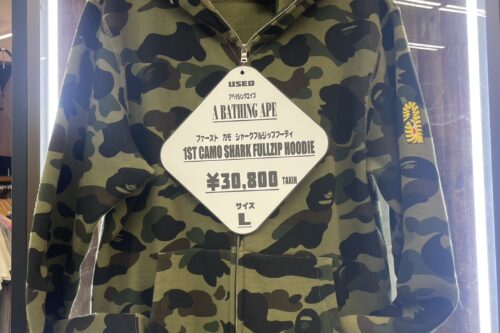 USED
アベイシングエイプ
A BATHING APE
ファースト カモ シャークフルジップフーディ
1ST CAMO SHARK FULLZIP HOODIE
¥30,800 TAXIN
サイズ
L